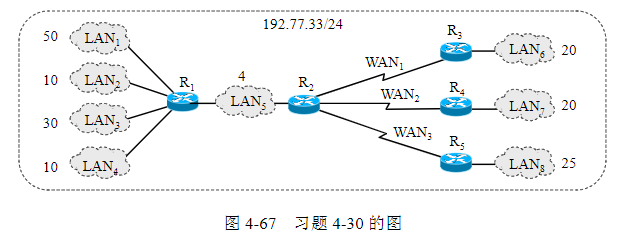 192.77.33/24
50
LAN1
10
LAN2
30
LAN3
10
LAN4
R1
4
LAN5
R2
WAN1
WAN2
WAN3
R3
LAN6
20
R4
LAN7
20
R5
LAN8
25
图 4-67 习题 4-30 的图